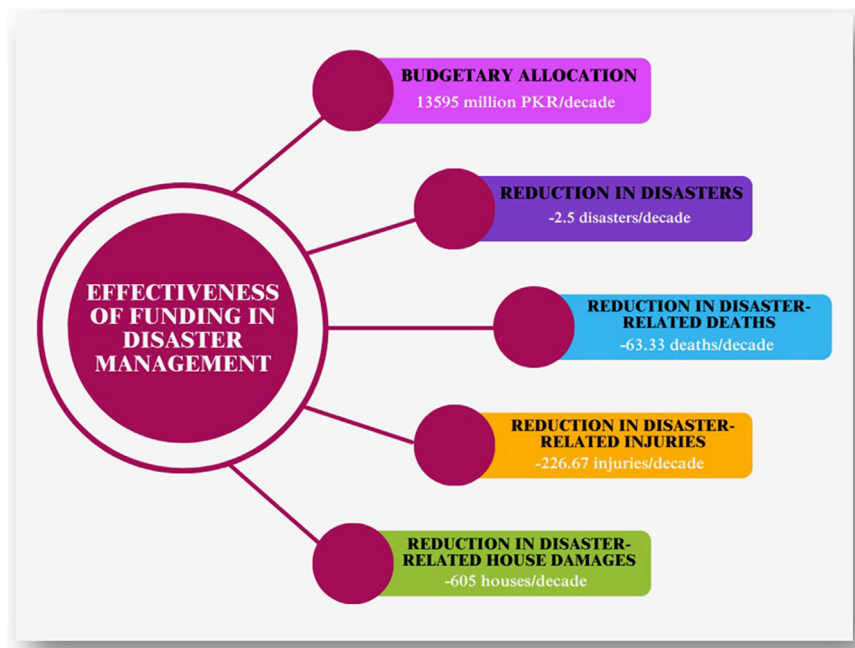 BUDGETARY ALLOCATION
13595 million PKR/decade
REDUCTION IN DISASTERS
-2.5 disasters/decade
EFFECTIVENESS
OF FUNDING IN
DISASTER
MANAGEMENT
REDUCTION IN DISASTER-
RELATED DEATHS
-63.33 deaths/decade
REDUCTION IN DISASTER-
RELATED INJURIES
-226.67 injuries/decade
REDUCTION IN DISASTER-
RELATED HOUSE DAMAGES
-605 houses/decade